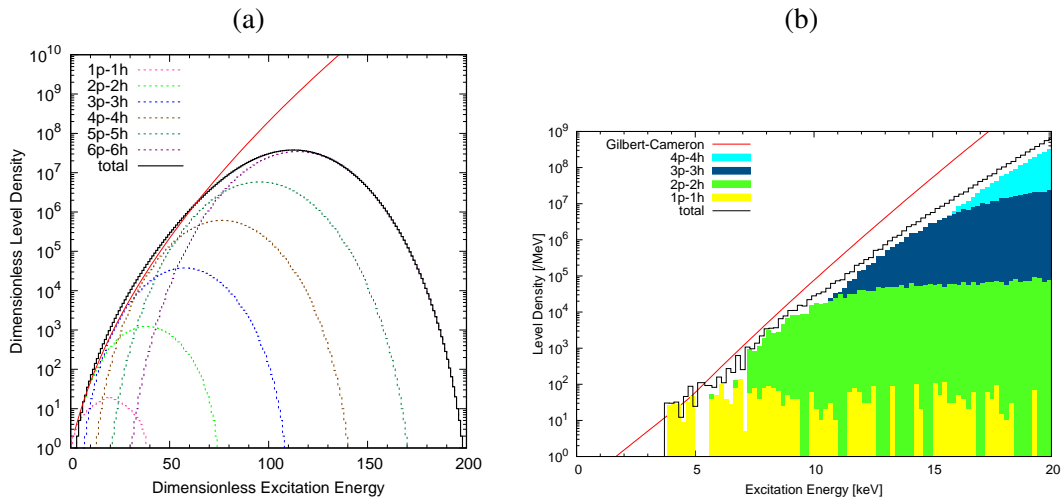 (a)
Dimensionless Level Density
10^10
10^9
10^8
10^7
10^6
10^5
10^4
10^3
10^2
10^1
10^0
1p-1h
2p-2h
3p-3h
4p-4h
5p-5h
6p-6h
total
0 50 100 150 200
Dimensionless Excitation Energy
(b)
Level Density [/MeV]
10^9
10^8
10^7
10^6
10^5
10^4
10^3
10^2
10^1
10^0
Gilbert-Cameron
4p-4h
3p-3h
2p-2h
1p-1h
total
5 10 15 20
Excitation Energy [keV]